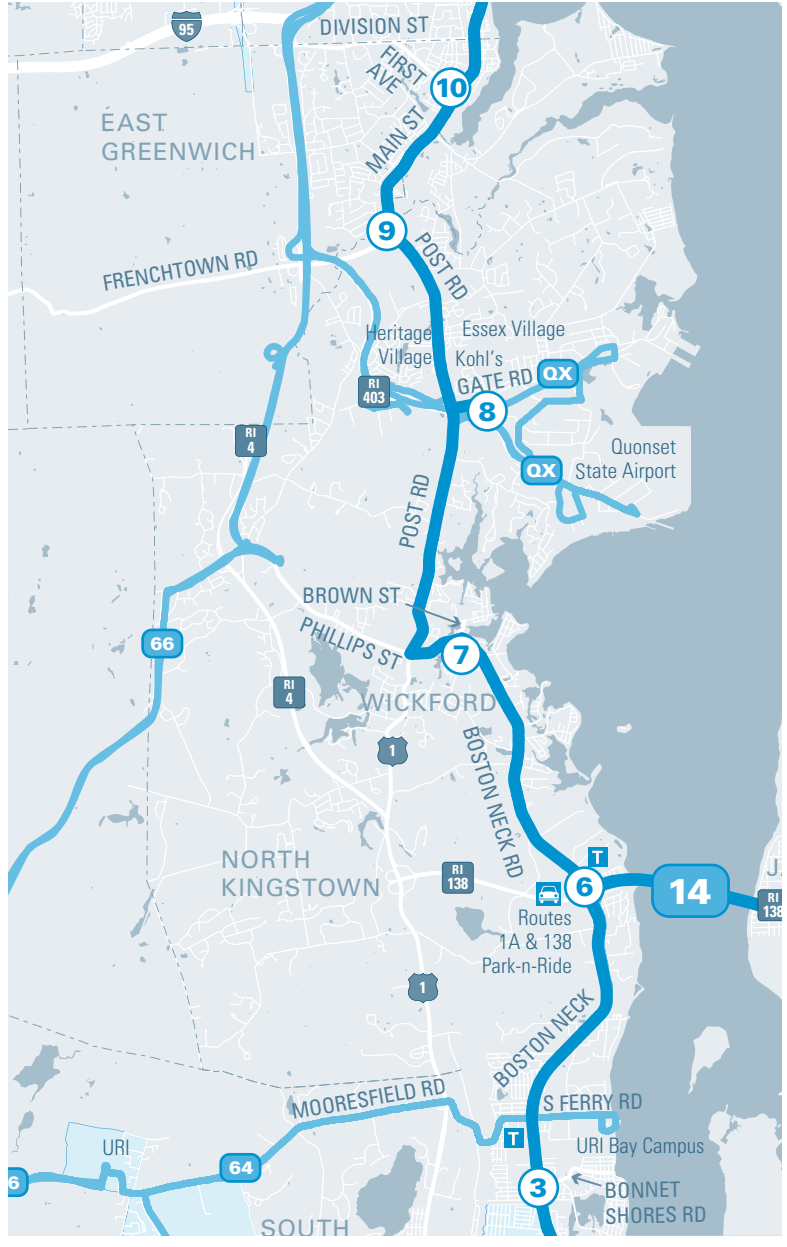 95
DIVISION ST
FIRST
AVE
10
EAST
GREENWICH
MAIN ST
9
POST RD
FRENCHTOWN RD
Heritage
Village
Essex Village
Kohl's
GATE RD
QX
RI
403
8
RI
4
Quonset
State Airport
QX
POST RD
BROWN ST
PHILLIPS ST
66
7
RI
4
WICKFORD
1
BOSTON NECK RD
NORTH
KINGSTOWN
RI
138
T
6
14
RI
138
Routes
1A & 138
Park-n-Ride
1
BOSTON NECK
MOORESFIELD RD
S FERRY RD
T
URI Bay Campus
URI
64
6
3
BONNET
SHORES RD
SOUTH